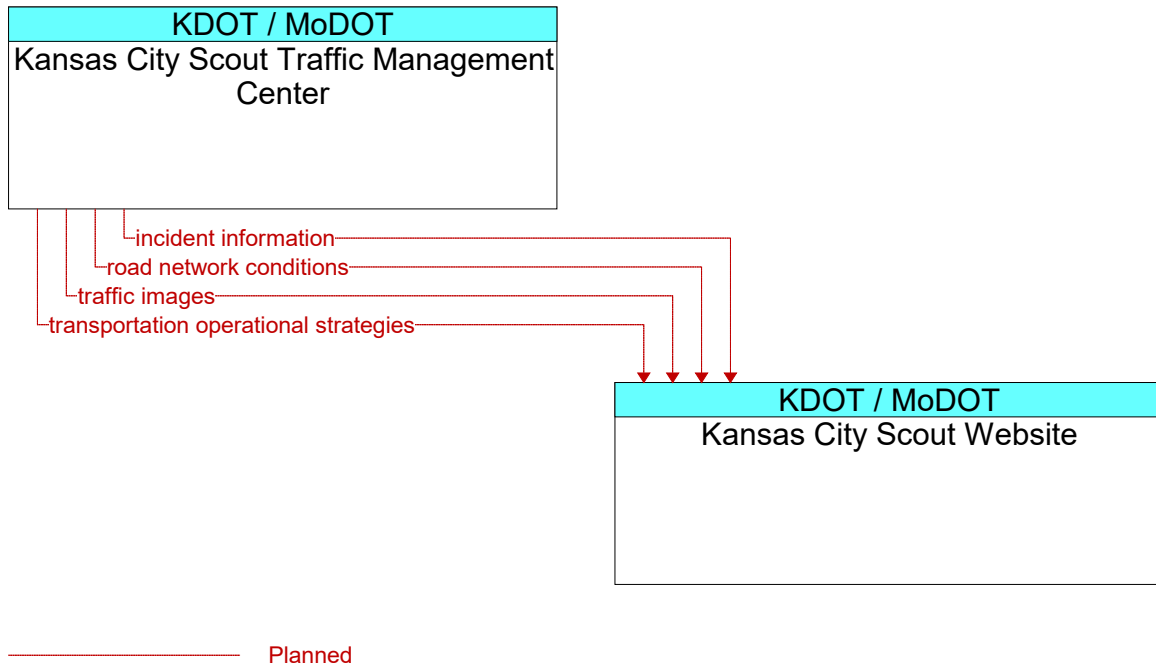 KDOT / MoDOT
Kansas City Scout Traffic Management
Center
incident information
road network conditions
traffic images
transportation operational strategies
KDOT / MoDOT
Kansas City Scout Website
Planned